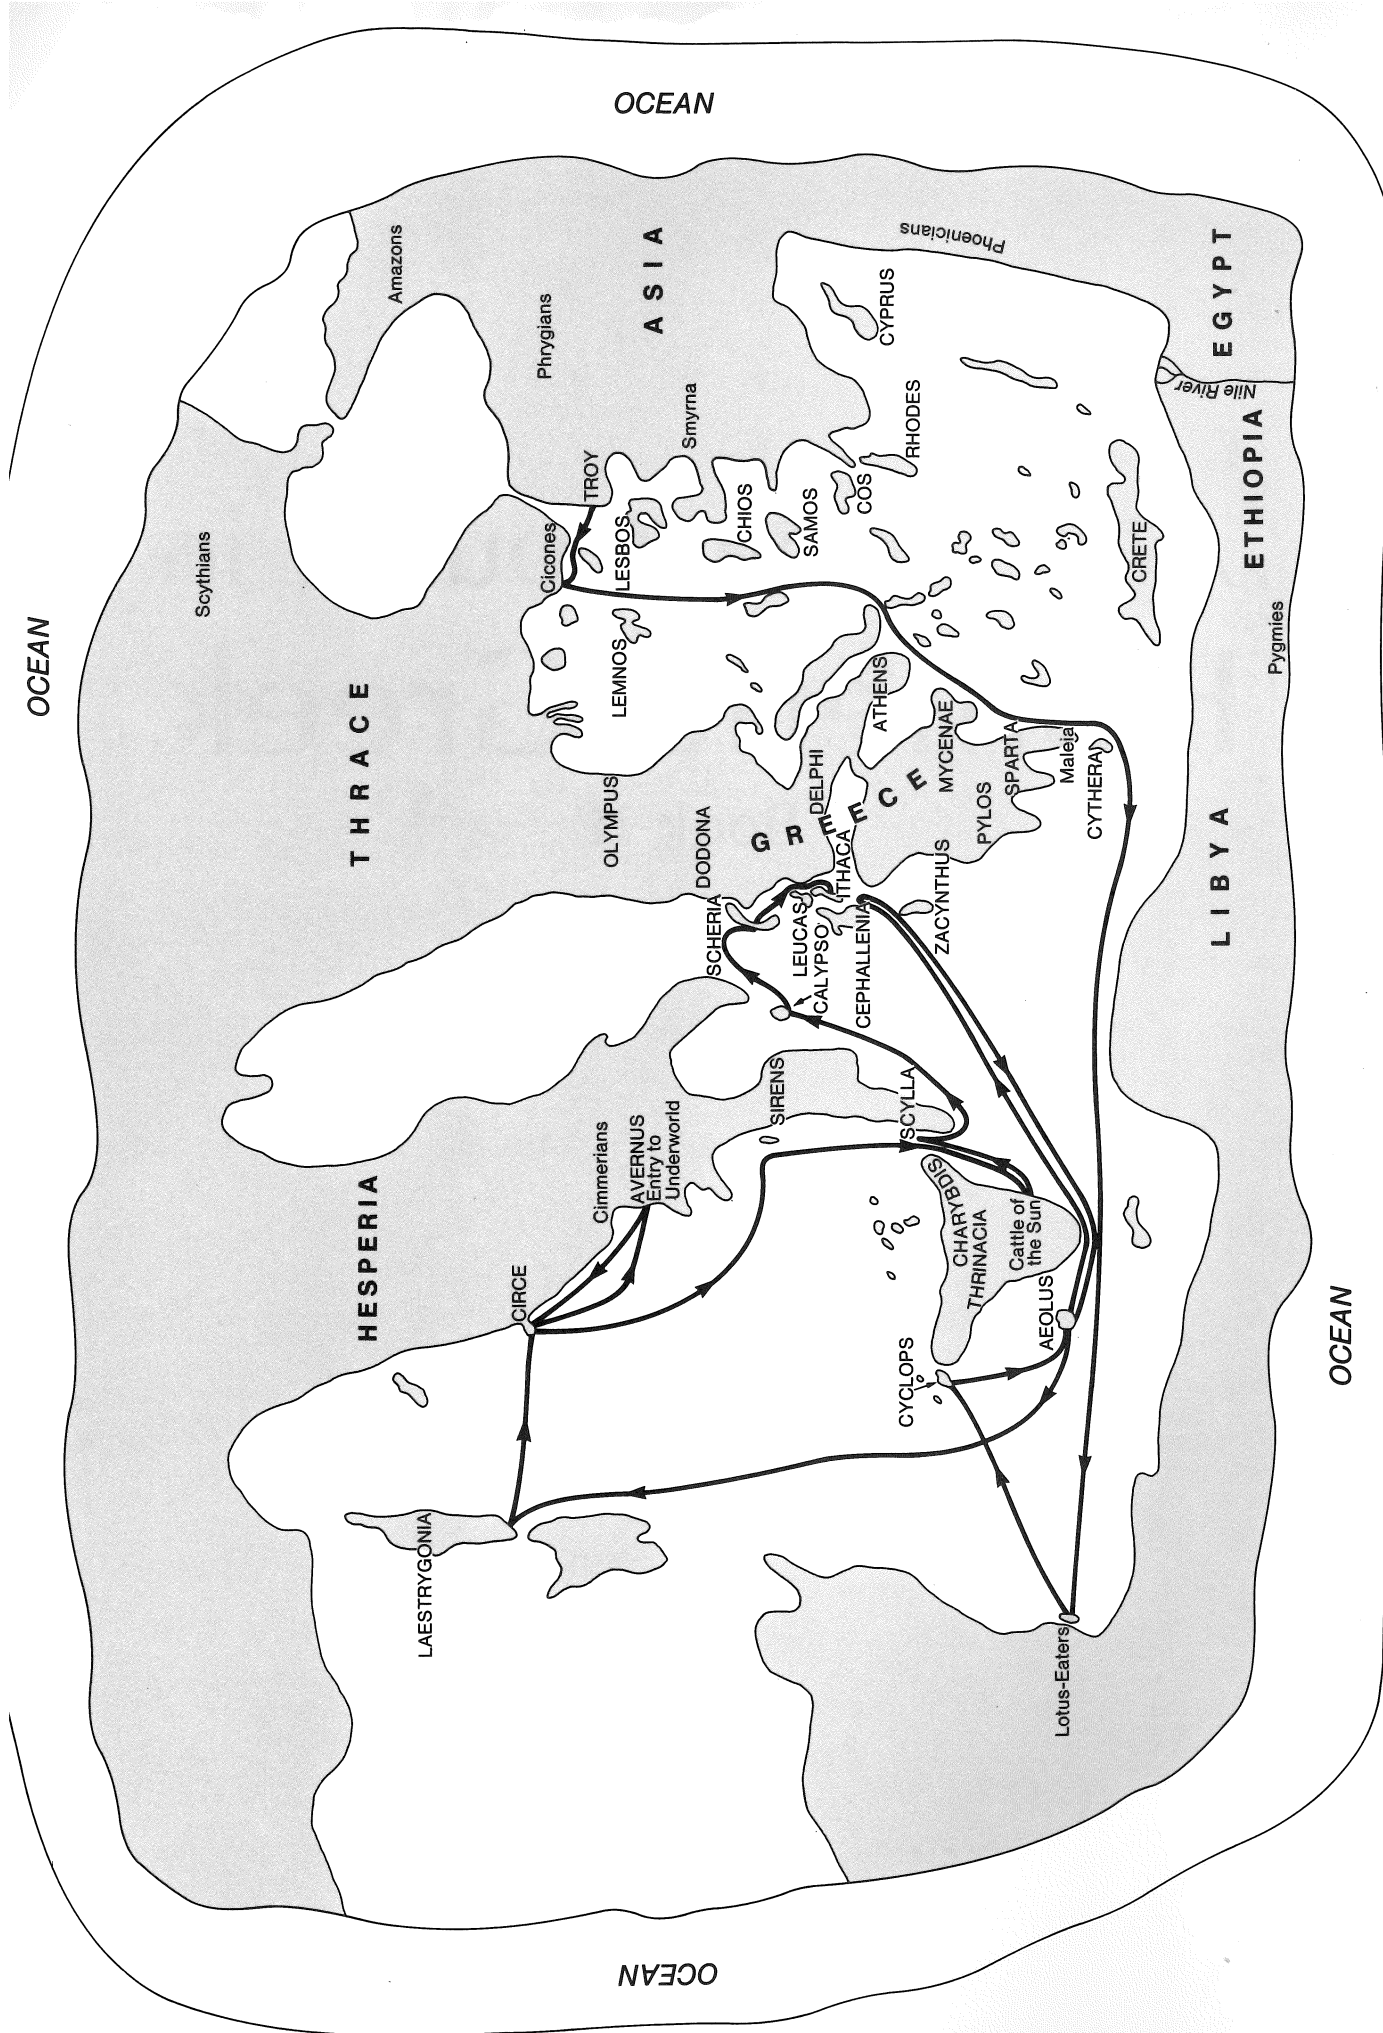 OCEAN
OCEAN
OCEAN
OCEAN
Scythians
THRACE
HESPERIA
Amazons
Phrygians
ASIA
Smyrna
TROY
Phoenicians
EGYPT
Nile River
ETHIOPIA
Pygmies
LIBYA
CYPRUS
RHODES
COS
SAMOS
CHIOS
LESBOS
Cicones
LEMNOS
CRETE
OLYMPUS
DODONA
GREECE
DELPHI
ATHENS
MYCENAE
SPARTA
PYLOS
Maleja
CYTHERA
ITHACA
ZACYNTHUS
CEPHALLENIA
LEUCAS
CALYPSO
SCHERIA
SIRENS
SCYLLA
CHARYBDIS
THRINACIA
Cattle of
the Sun
AEOLUS
CYCLOPS
Cimmerians
AVERNUS
Entry to
Underworld
CIRCE
LAESTRYGONIA
Lotus-Eaters